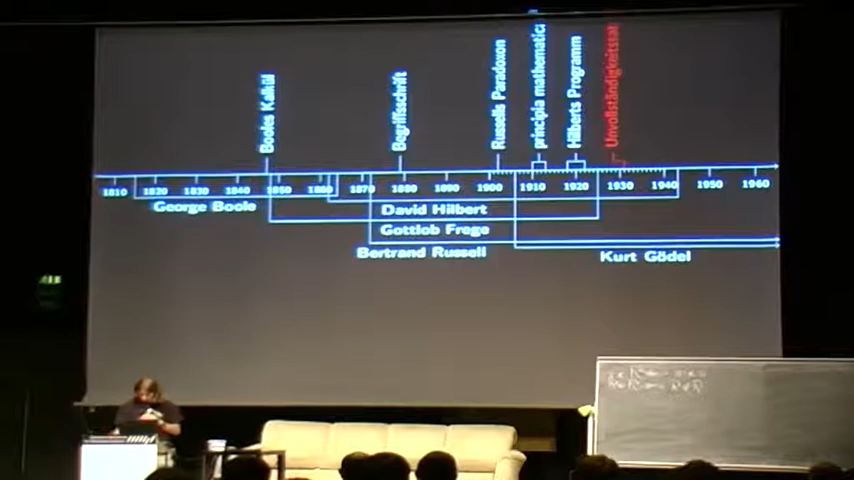 Booles Kalkül
Begriffsschrift
Russells Paradoxon
principia mathematica
Hilberts Programm
Unvollständigkeitssat
1810 1820 1830 1840 1850 1860 1870 1880 1890 1900 1910 1920 1930 1940 1950 1960
George Boole
David Hilbert
Gottlob Frege
Bertrand Russell
Kurt Gödel